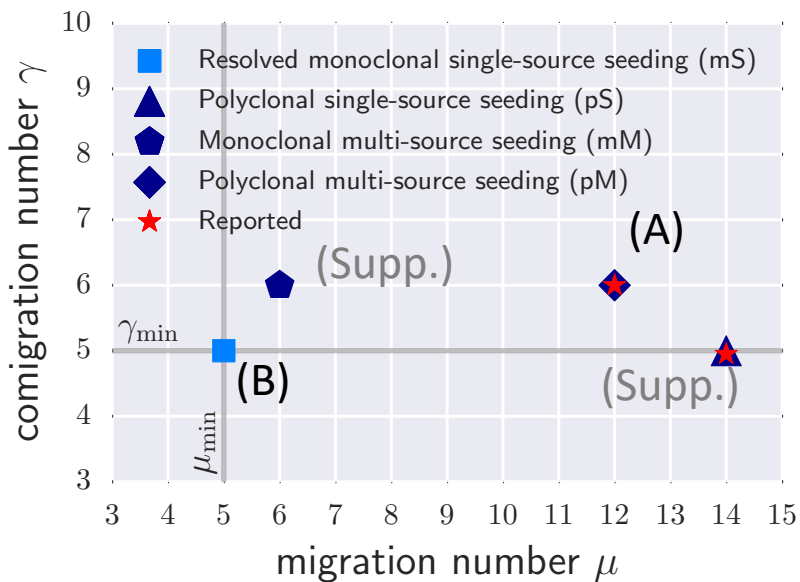 10
9
8
7
6
5
4
3
comigration number γ
Resolved monoclonal single-source seeding (mS)
Polyclonal single-source seeding (pS)
Monoclonal multi-source seeding (mM)
Polyclonal multi-source seeding (pM)
Reported
(A)
(Supp.)
γmin
(B)
(Supp.)
μmin
3 4 5 6 7 8 9 10 11 12 13 14 15
migration number μ